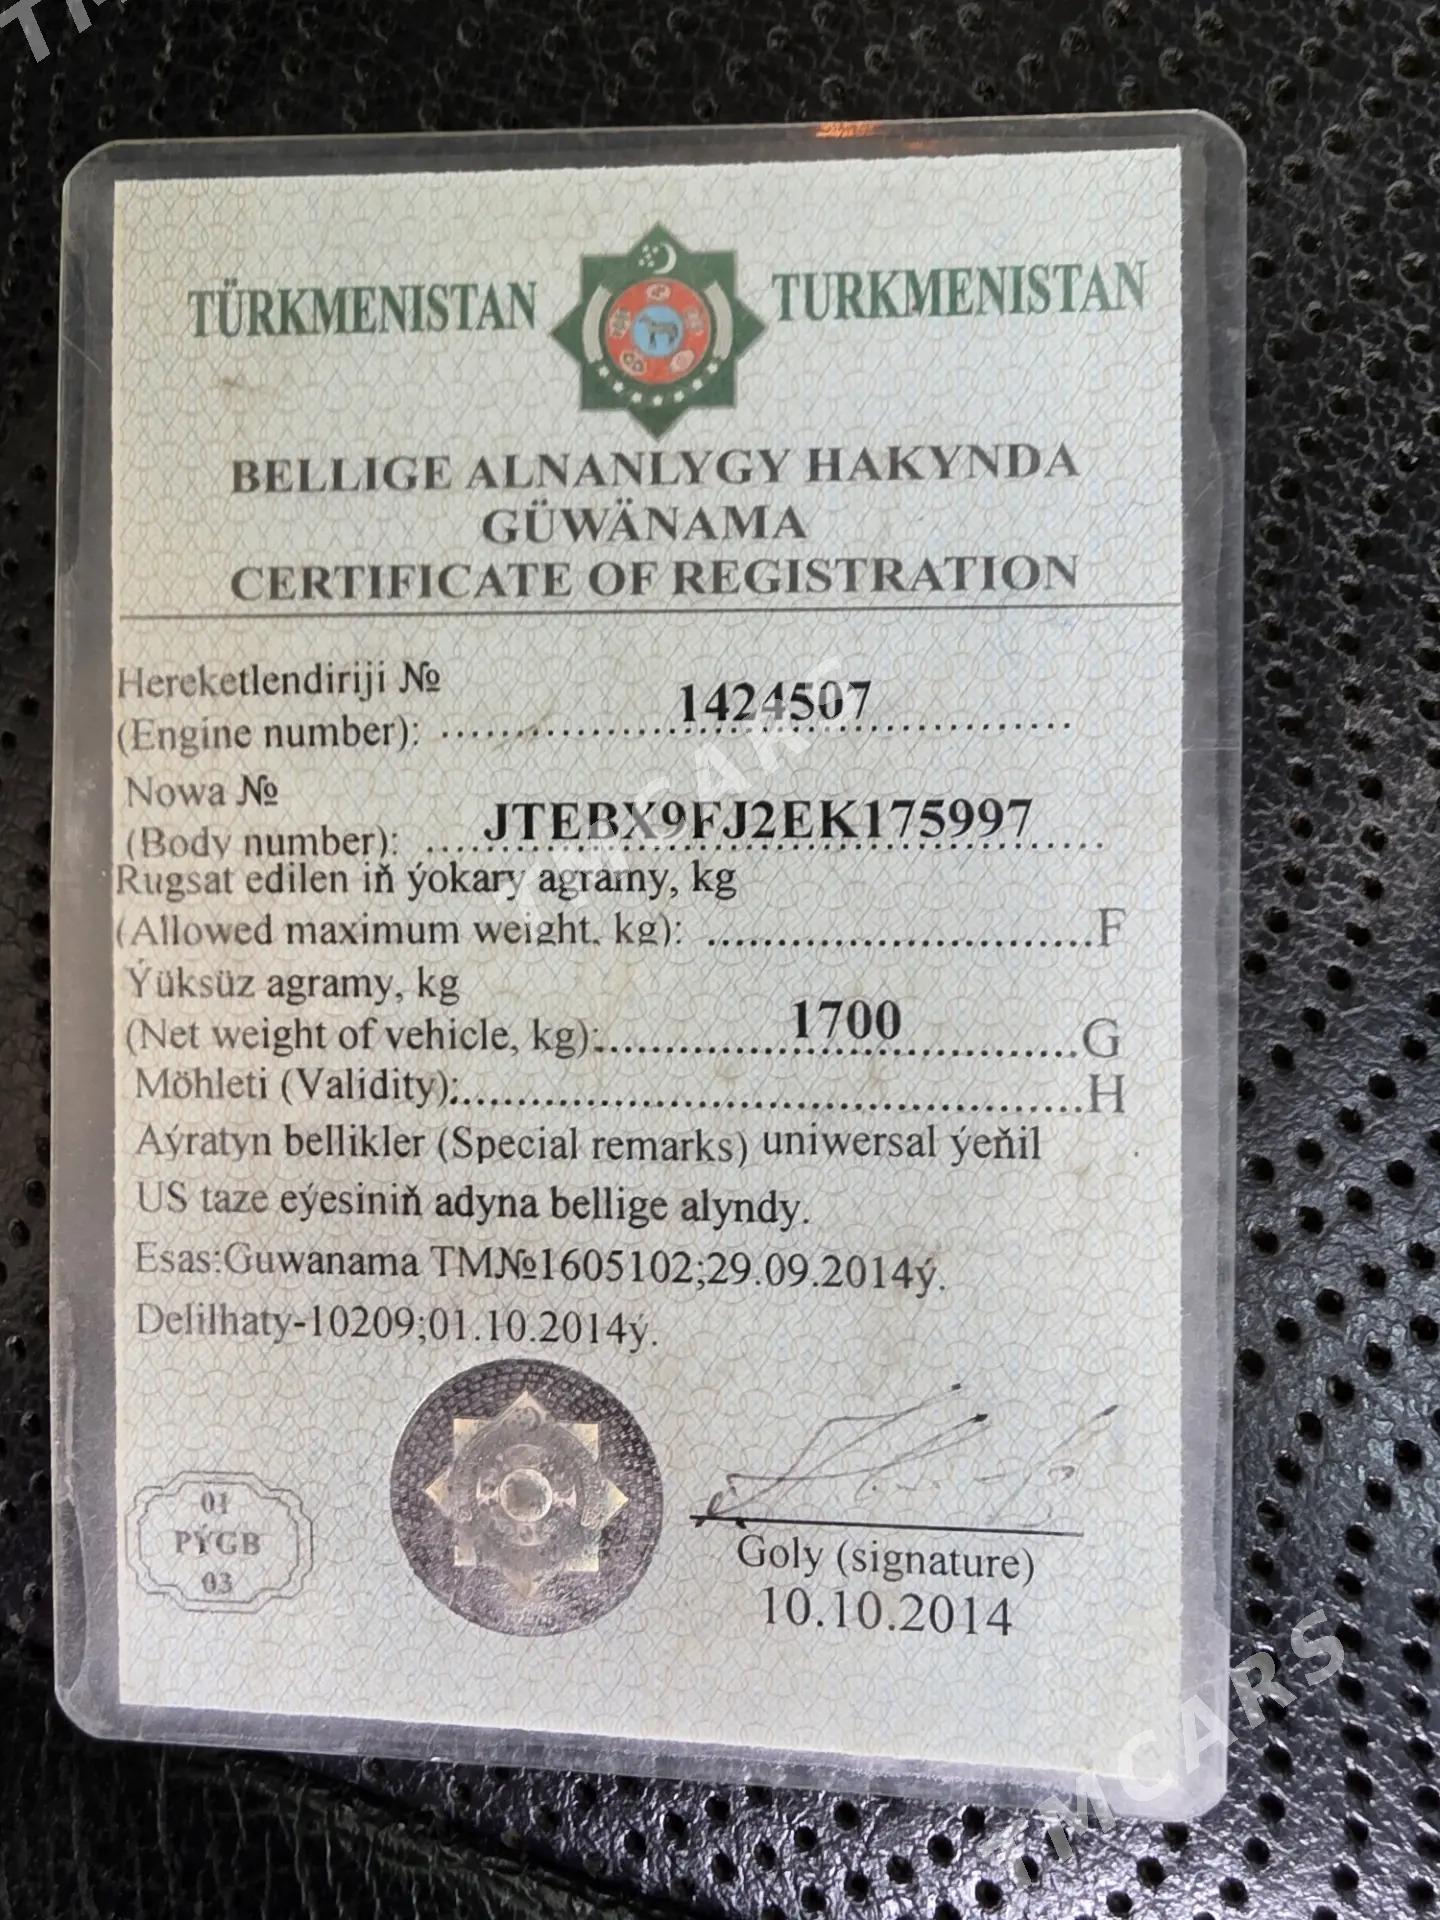 TÜRKMENISTAN TURKMENISTAN
BELLIGE ALNANLYGY HAKYNDA
GÜWÄNAMA
CERTIFICATE OF REGISTRATION
Hereketlendiriji №
(Engine number): 1424507
Nowa №
(Body number): JTEBX9FJ2EK175997
Rugsat edilen iň ýokary agramy, kg
(Allowed maximum weight, kg): ..............................F
Ýüksüz agramy, kg
(Net weight of vehicle, kg): 1700 G
Möhleti (Validity):..............................H
Aýratyn bellikler (Special remarks) uniwersal ýeňil
US taze eýesiniň adyna bellige alyndy.
Esas:Guwanama TM№1605102;29.09.2014ý.
Delilhaty-10209;01.10.2014ý.
01
PÝGB
03
Goly (signature)
10.10.2014
TMCARS
TMCARS